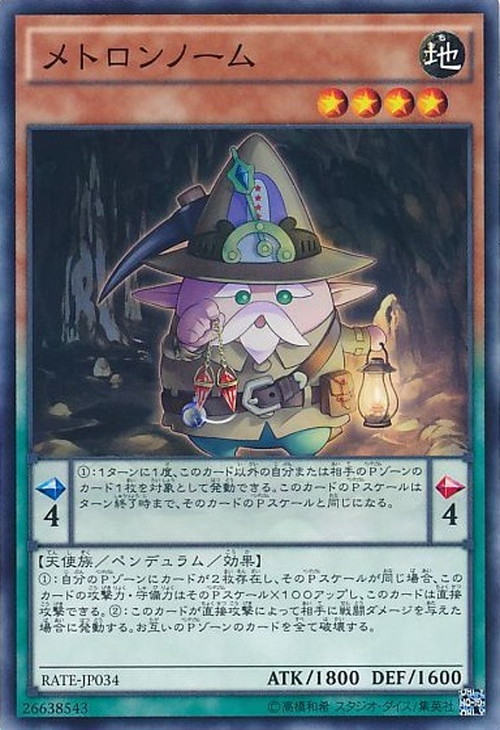 メトロンノーム
地
①:1ターンに1度、このカード以外の自分または相手のPゾーンの
カード1枚を対象として発動できる。このカードのPスケールは
ターン終了時まで、そのカードのPスケールと同じになる。
4
4
【天使族/ペンデュラム/効果】
①:自分のPゾーンにカードが2枚存在し、そのPスケールが同じ場合、こ
のカードの攻撃力・守備力はそのPスケール×100アップし、このカードは直接
攻撃できる。②:このカードが直接攻撃によって相手に戦闘ダメージを与えた
場合に発動する。お互いのPゾーンのカードを全て破壊する。
RATE-JP034
ATK/1800 DEF/1600
26638543
©高橋和希 スタジオ・ダイス/集英社